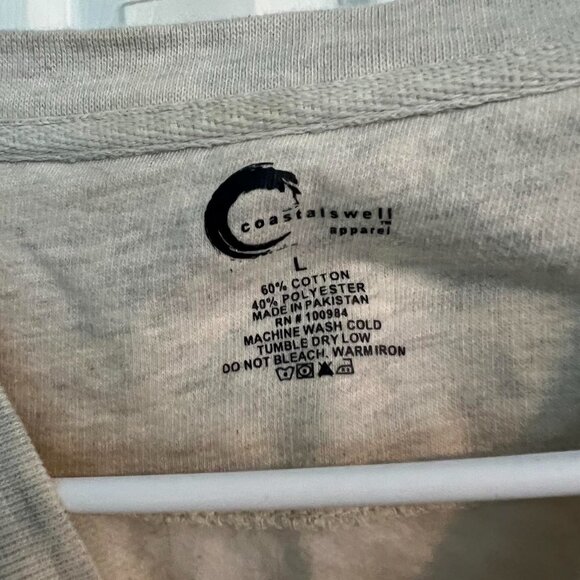 coastalswell
™
apparel
L
60% COTTON
40% POLYESTER
MADE IN PAKISTAN
RN # 100984
MACHINE WASH COLD
TUMBLE DRY LOW
DO NOT BLEACH. WARM IRON